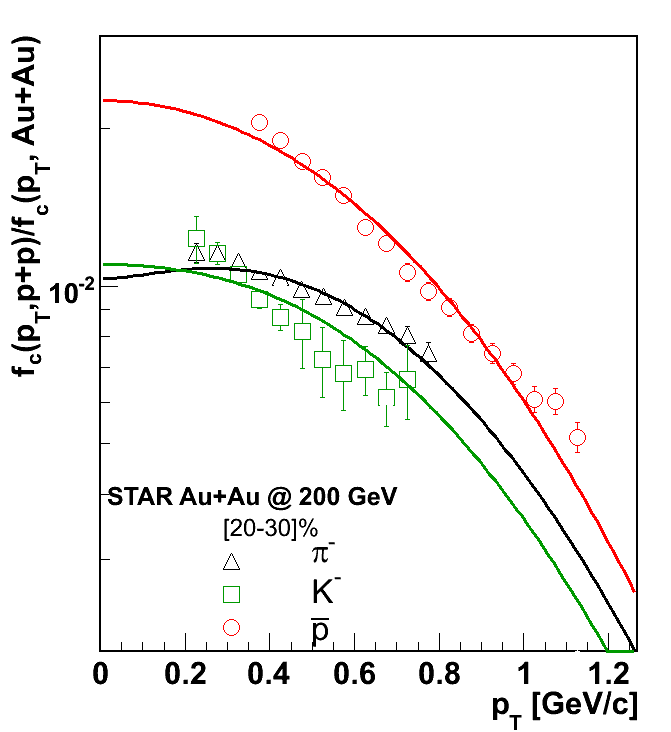 f_c(p_T,p+p)/f_c(p_T, Au+Au)
10^-2
STAR Au+Au @ 200 GeV
[20-30]%
π^-
K^-
p̅
0 0.2 0.4 0.6 0.8 1 1.2
p_T [GeV/c]